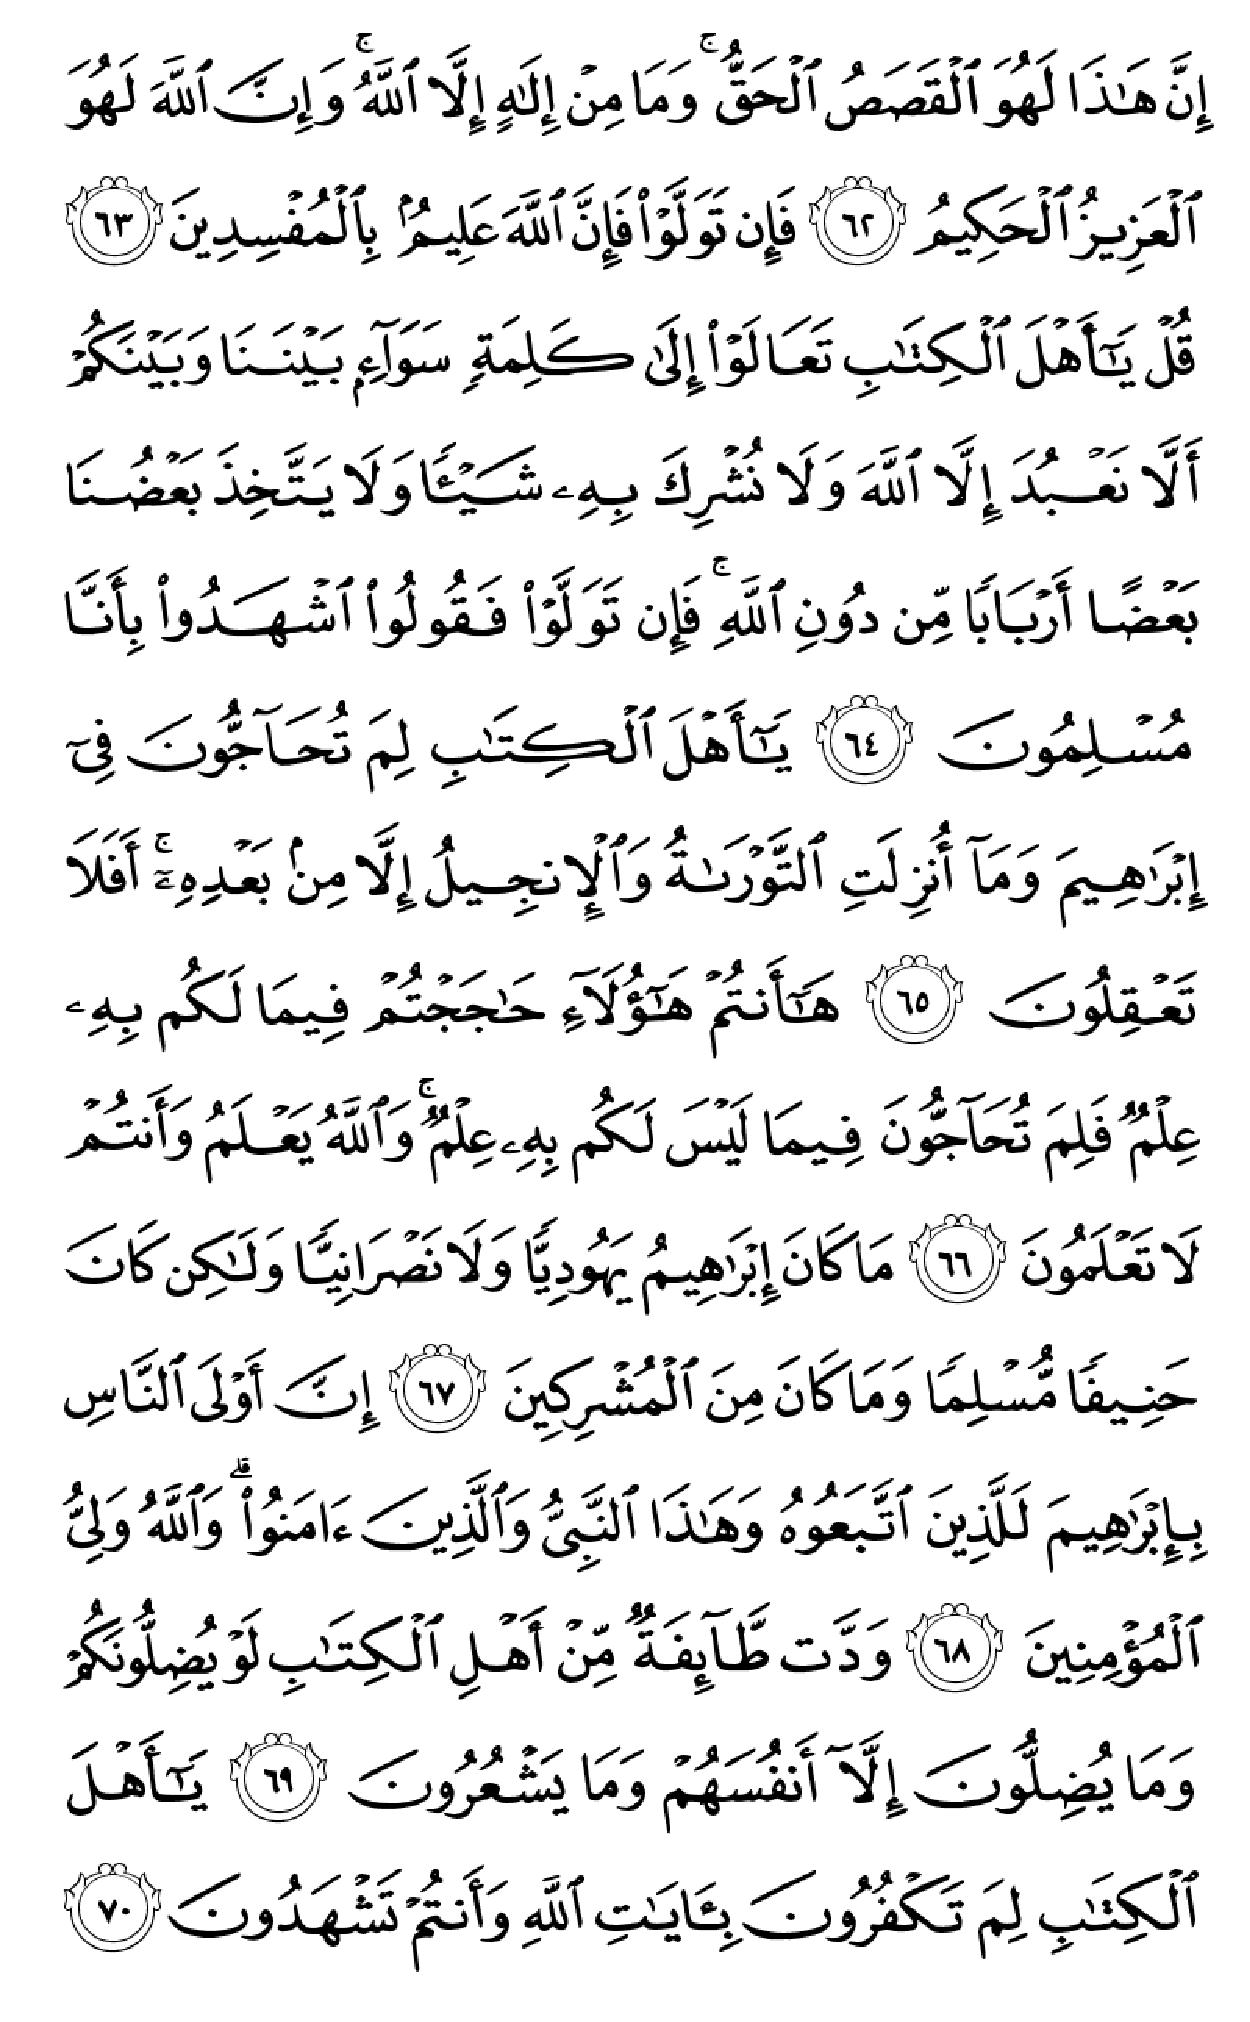 إِنَّ هَـٰذَا لَهُوَ ٱلْقَصَصُ ٱلْحَقُّ ۚ وَمَا مِنْ إِلَـٰهٍ إِلَّا ٱللَّهُ ۚ وَإِنَّ ٱللَّهَ لَهُوَ
ٱلْعَزِيزُ ٱلْحَكِيمُ ٦٢ فَإِن تَوَلَّوْا۟ فَإِنَّ ٱللَّهَ عَلِيمٌۢ بِٱلْمُفْسِدِينَ ٦٣
قُلْ يَـٰٓأَهْلَ ٱلْكِتَـٰبِ تَعَالَوْا۟ إِلَىٰ كَلِمَةٍ سَوَآءٍۭ بَيْنَنَا وَبَيْنَكُمْ
أَلَّا نَعْبُدَ إِلَّا ٱللَّهَ وَلَا نُشْرِكَ بِهِۦ شَيْـًٔا وَلَا يَتَّخِذَ بَعْضُنَا
بَعْضًا أَرْبَابًا مِّن دُونِ ٱللَّهِ ۚ فَإِن تَوَلَّوْا۟ فَقُولُوا۟ ٱشْهَدُوا۟ بِأَنَّا
مُسْلِمُونَ ٦٤ يَـٰٓأَهْلَ ٱلْكِتَـٰبِ لِمَ تُحَآجُّونَ فِىٓ
إِبْرَٰهِيمَ وَمَآ أُنزِلَتِ ٱلتَّوْرَىٰةُ وَٱلْإِنجِيلُ إِلَّا مِنۢ بَعْدِهِۦٓ ۚ أَفَلَا
تَعْقِلُونَ ٦٥ هَـٰٓأَنتُمْ هَـٰٓؤُلَآءِ حَـٰجَجْتُمْ فِيمَا لَكُم بِهِۦ
عِلْمٌ فَلِمَ تُحَآجُّونَ فِيمَا لَيْسَ لَكُم بِهِۦ عِلْمٌ ۚ وَٱللَّهُ يَعْلَمُ وَأَنتُمْ
لَا تَعْلَمُونَ ٦٦ مَا كَانَ إِبْرَٰهِيمُ يَهُودِيًّا وَلَا نَصْرَانِيًّا وَلَـٰكِن كَانَ
حَنِيفًا مُّسْلِمًا وَمَا كَانَ مِنَ ٱلْمُشْرِكِينَ ٦٧ إِنَّ أَوْلَى ٱلنَّاسِ
بِإِبْرَٰهِيمَ لَلَّذِينَ ٱتَّبَعُوهُ وَهَـٰذَا ٱلنَّبِىُّ وَٱلَّذِينَ ءَامَنُوا۟ ۗ وَٱللَّهُ وَلِىُّ
ٱلْمُؤْمِنِينَ ٦٨ وَدَّت طَّآئِفَةٌ مِّنْ أَهْلِ ٱلْكِتَـٰبِ لَوْ يُضِلُّونَكُمْ
وَمَا يُضِلُّونَ إِلَّآ أَنفُسَهُمْ وَمَا يَشْعُرُونَ ٦٩ يَـٰٓأَهْلَ
ٱلْكِتَـٰبِ لِمَ تَكْفُرُونَ بِـَٔايَـٰتِ ٱللَّهِ وَأَنتُمْ تَشْهَدُونَ ٧٠